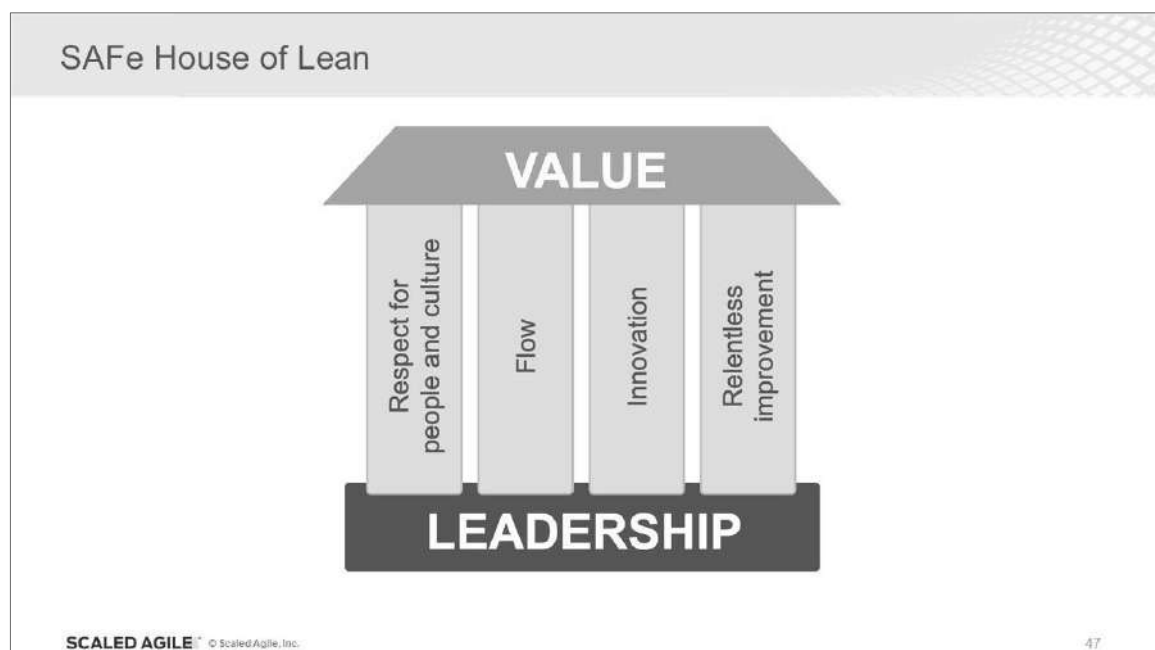 SAFe House of Lean
VALUE
Respect for
people and culture
Flow
Innovation
Relentless
improvement
LEADERSHIP
SCALED AGILE® © Scaled Agile, Inc.
47